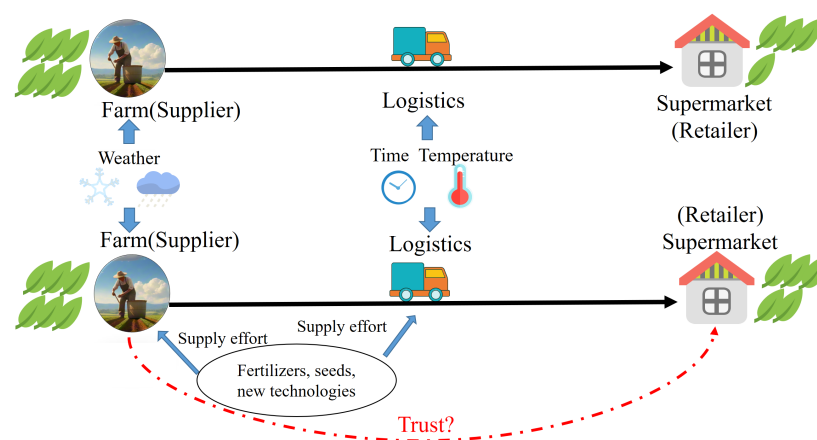 Farm(Supplier)
Logistics
Supermarket
(Retailer)
Weather
Time Temperature
Farm(Supplier)
Logistics
(Retailer)
Supermarket
Supply effort
Supply effort
Fertilizers, seeds,
new technologies
Trust?